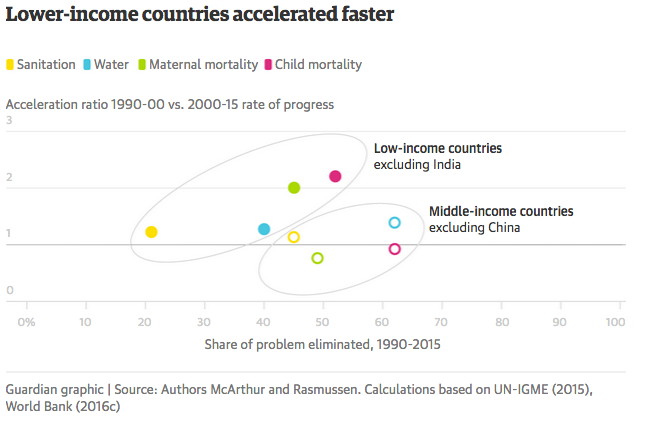 Lower-income countries accelerated faster
Sanitation Water Maternal mortality Child mortality
Acceleration ratio 1990-00 vs. 2000-15 rate of progress
3
Low-income countries
excluding India
2
Middle-income countries
excluding China
1
0
0% 10 20 30 40 50 60 70 80 90 100
Share of problem eliminated, 1990-2015
Guardian graphic | Source: Authors McArthur and Rasmussen. Calculations based on UN-IGME (2015),
World Bank (2016c)